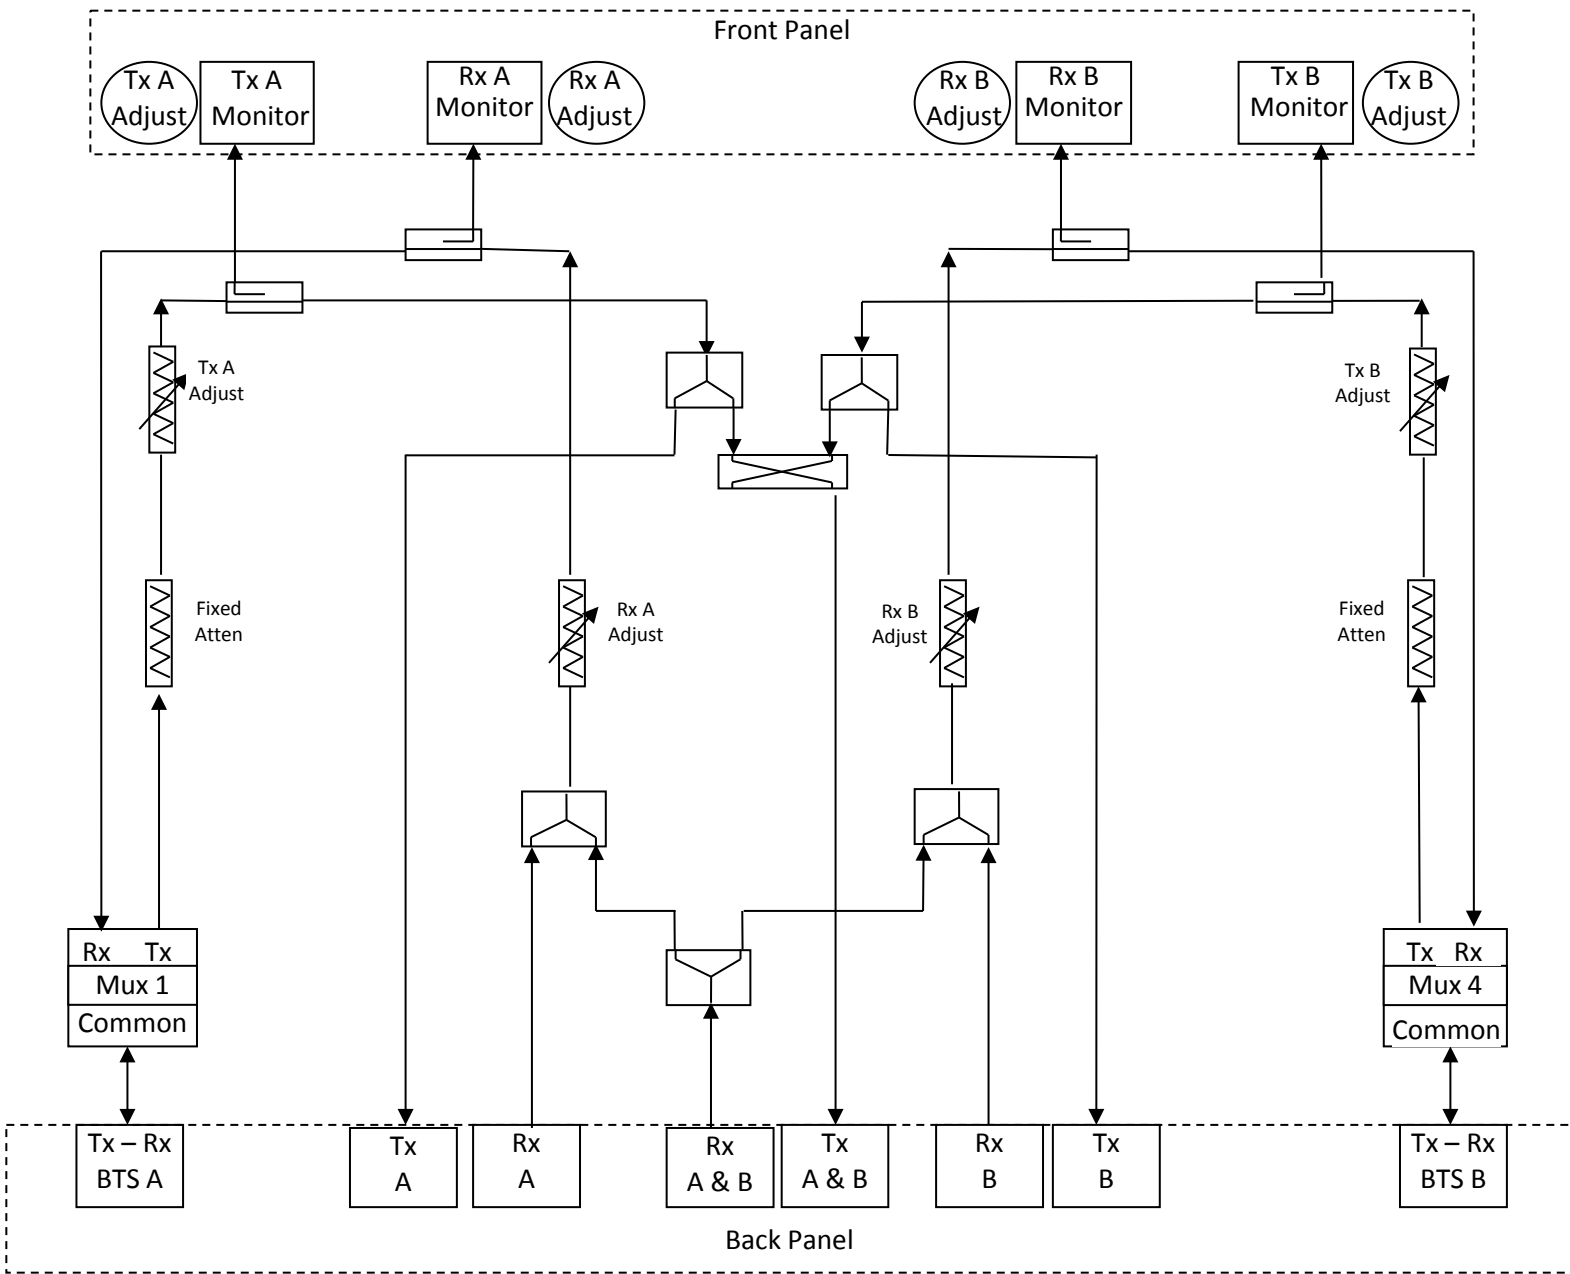 Front Panel
Tx A
Adjust
Tx A
Monitor
Rx A
Monitor
Rx A
Adjust
Rx B
Adjust
Rx B
Monitor
Tx B
Monitor
Tx B
Adjust
Tx A
Adjust
Tx B
Adjust
Fixed
Atten
Rx A
Adjust
Rx B
Adjust
Fixed
Atten
Rx Tx
Mux 1
Common
Tx Rx
Mux 4
Common
Tx – Rx
BTS A
Tx
A
Rx
A
Rx
A & B
Tx
A & B
Rx
B
Tx
B
Tx – Rx
BTS B
Back Panel